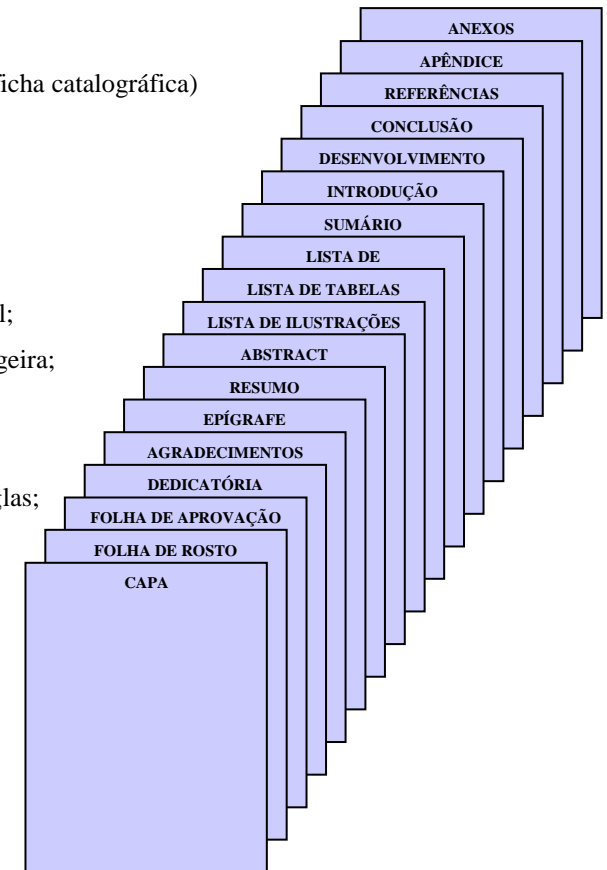 ficha catalográfica)
l;
geira;
glas;
ANEXOS
APÊNDICE
REFERÊNCIAS
CONCLUSÃO
DESENVOLVIMENTO
INTRODUÇÃO
SUMÁRIO
LISTA DE
LISTA DE TABELAS
LISTA DE ILUSTRAÇÕES
ABSTRACT
RESUMO
EPÍGRAFE
AGRADECIMENTOS
DEDICATÓRIA
FOLHA DE APROVAÇÃO
FOLHA DE ROSTO
CAPA